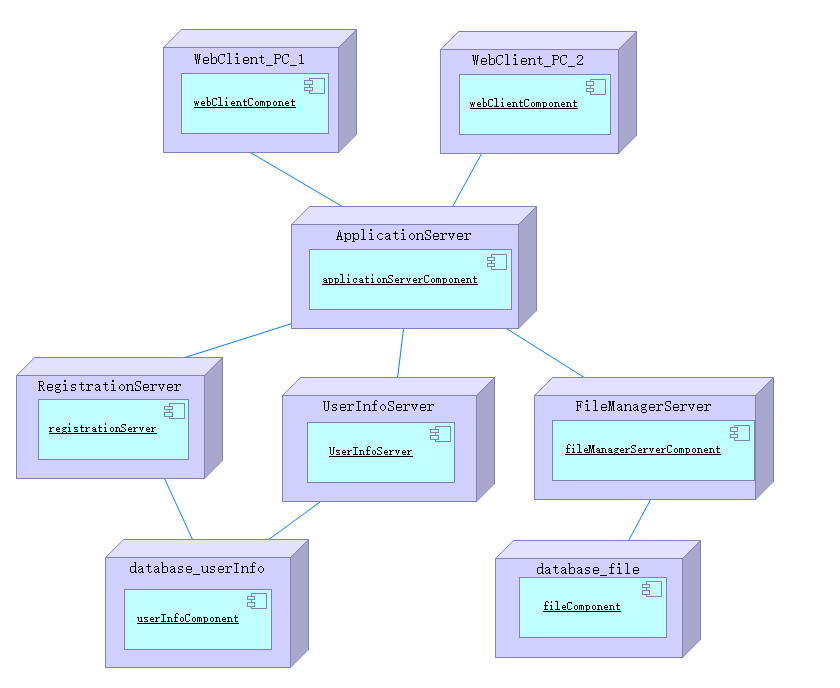 WebClient_PC_1
webClientComponet
WebClient_PC_2
webClientComponent
ApplicationServer
applicationServerComponent
RegistrationServer
registrationServer
UserInfoServer
UserInfoServer
FileManagerServer
fileManagerServerComponent
database_userInfo
userInfoComponent
database_file
fileComponent